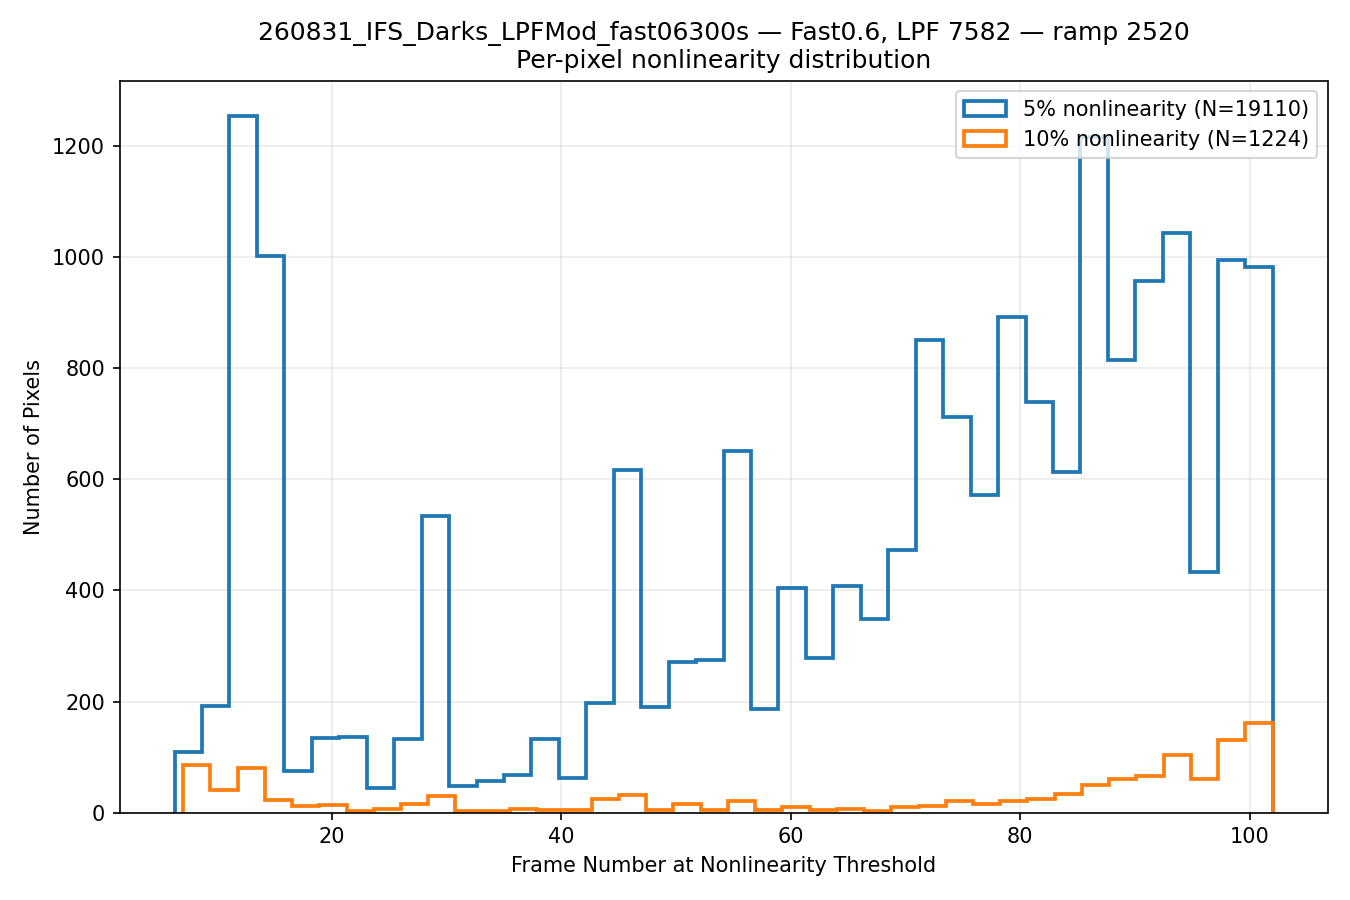 260831_IFS_Darks_LPFMod_fast06300s — Fast0.6, LPF 7582 — ramp 2520
Per-pixel nonlinearity distribution
5% nonlinearity (N=19110)
10% nonlinearity (N=1224)
Number of Pixels
1200
1000
800
600
400
200
0
20
40
60
80
100
Frame Number at Nonlinearity Threshold